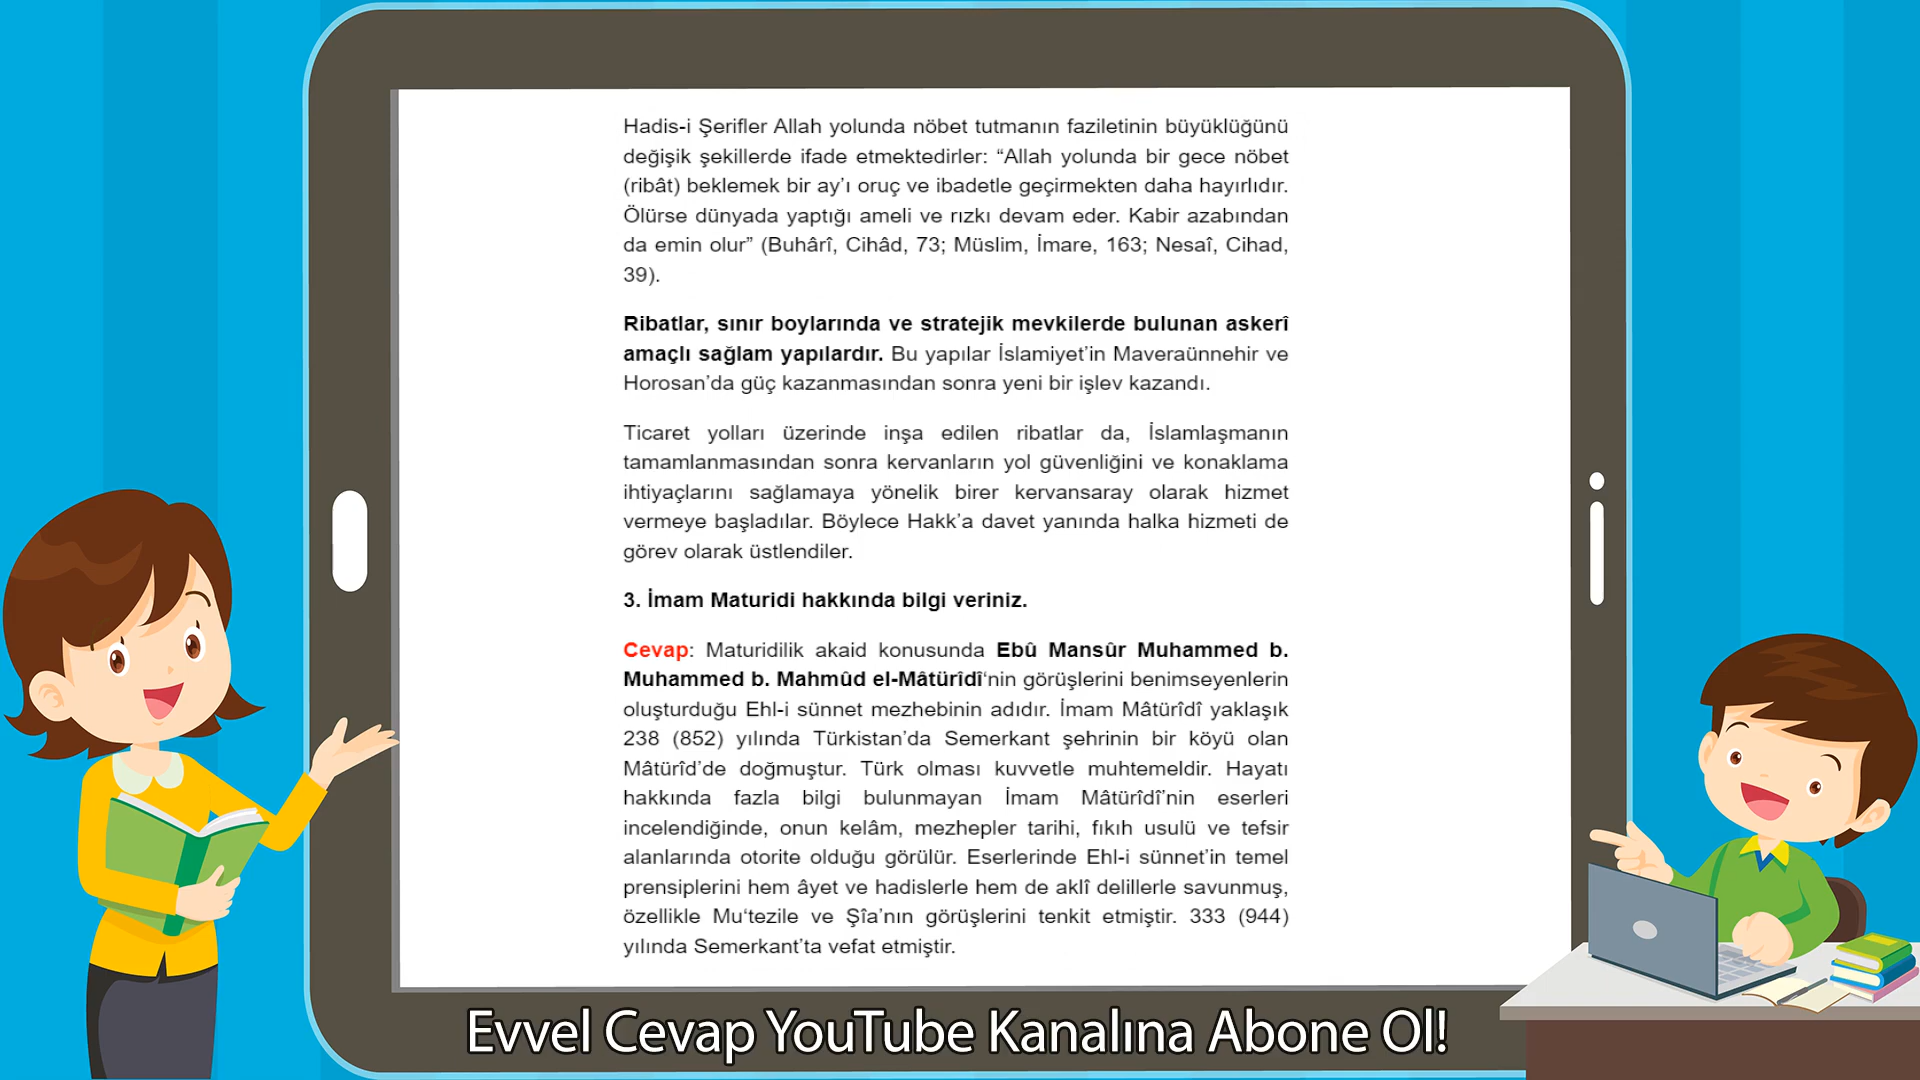 Hadis-i Şerifler Allah yolunda nöbet tutmanın faziletinin büyüklüğünü
değişik şekillerde ifade etmektedirler: “Allah yolunda bir gece nöbet
(ribât) beklemek bir ay’ı oruç ve ibadetle geçirmekten daha hayırlıdır.
Ölürse dünyada yaptığı ameli ve rızkı devam eder. Kabir azabından
da emin olur” (Buhârî, Cihâd, 73; Müslim, İmare, 163; Nesaî, Cihad,
39).
Ribatlar, sınır boylarında ve stratejik mevkilerde bulunan askerî
amaçlı sağlam yapılardır. Bu yapılar İslamiyet’in Maveraünnehir ve
Horosan’da güç kazanmasından sonra yeni bir işlev kazandı.
Ticaret yolları üzerinde inşa edilen ribatlar da, İslamlaşmanın
tamamlanmasından sonra kervanların yol güvenliğini ve konaklama
ihtiyaçlarını sağlamaya yönelik birer kervansaray olarak hizmet
vermeye başladılar. Böylece Hakk’a davet yanında halka hizmeti de
görev olarak üstlendiler.
3. İmam Maturidi hakkında bilgi veriniz.
Cevap: Maturidilik akaid konusunda Ebû Mansûr Muhammed b.
Muhammed b. Mahmûd el-Mâtürîdî‘nin görüşlerini benimseyenlerin
oluşturduğu Ehl-i sünnet mezhebinin adıdır. İmam Mâtürîdî yaklaşık
238 (852) yılında Türkistan’da Semerkant şehrinin bir köyü olan
Mâtürîd’de doğmuştur. Türk olması kuvvetle muhtemeldir. Hayatı
hakkında fazla bilgi bulunmayan İmam Mâtürîdî’nin eserleri
incelendiğinde, onun kelâm, mezhepler tarihi, fıkıh usulü ve tefsir
alanlarında otorite olduğu görülür. Eserlerinde Ehl-i sünnet’in temel
prensiplerini hem âyet ve hadislerle hem de aklî delillerle savunmuş,
özellikle Mu‘tezile ve Şîa’nın görüşlerini tenkit etmiştir. 333 (944)
yılında Semerkant’ta vefat etmiştir.
Evvel Cevap YouTube Kanalına Abone Ol!